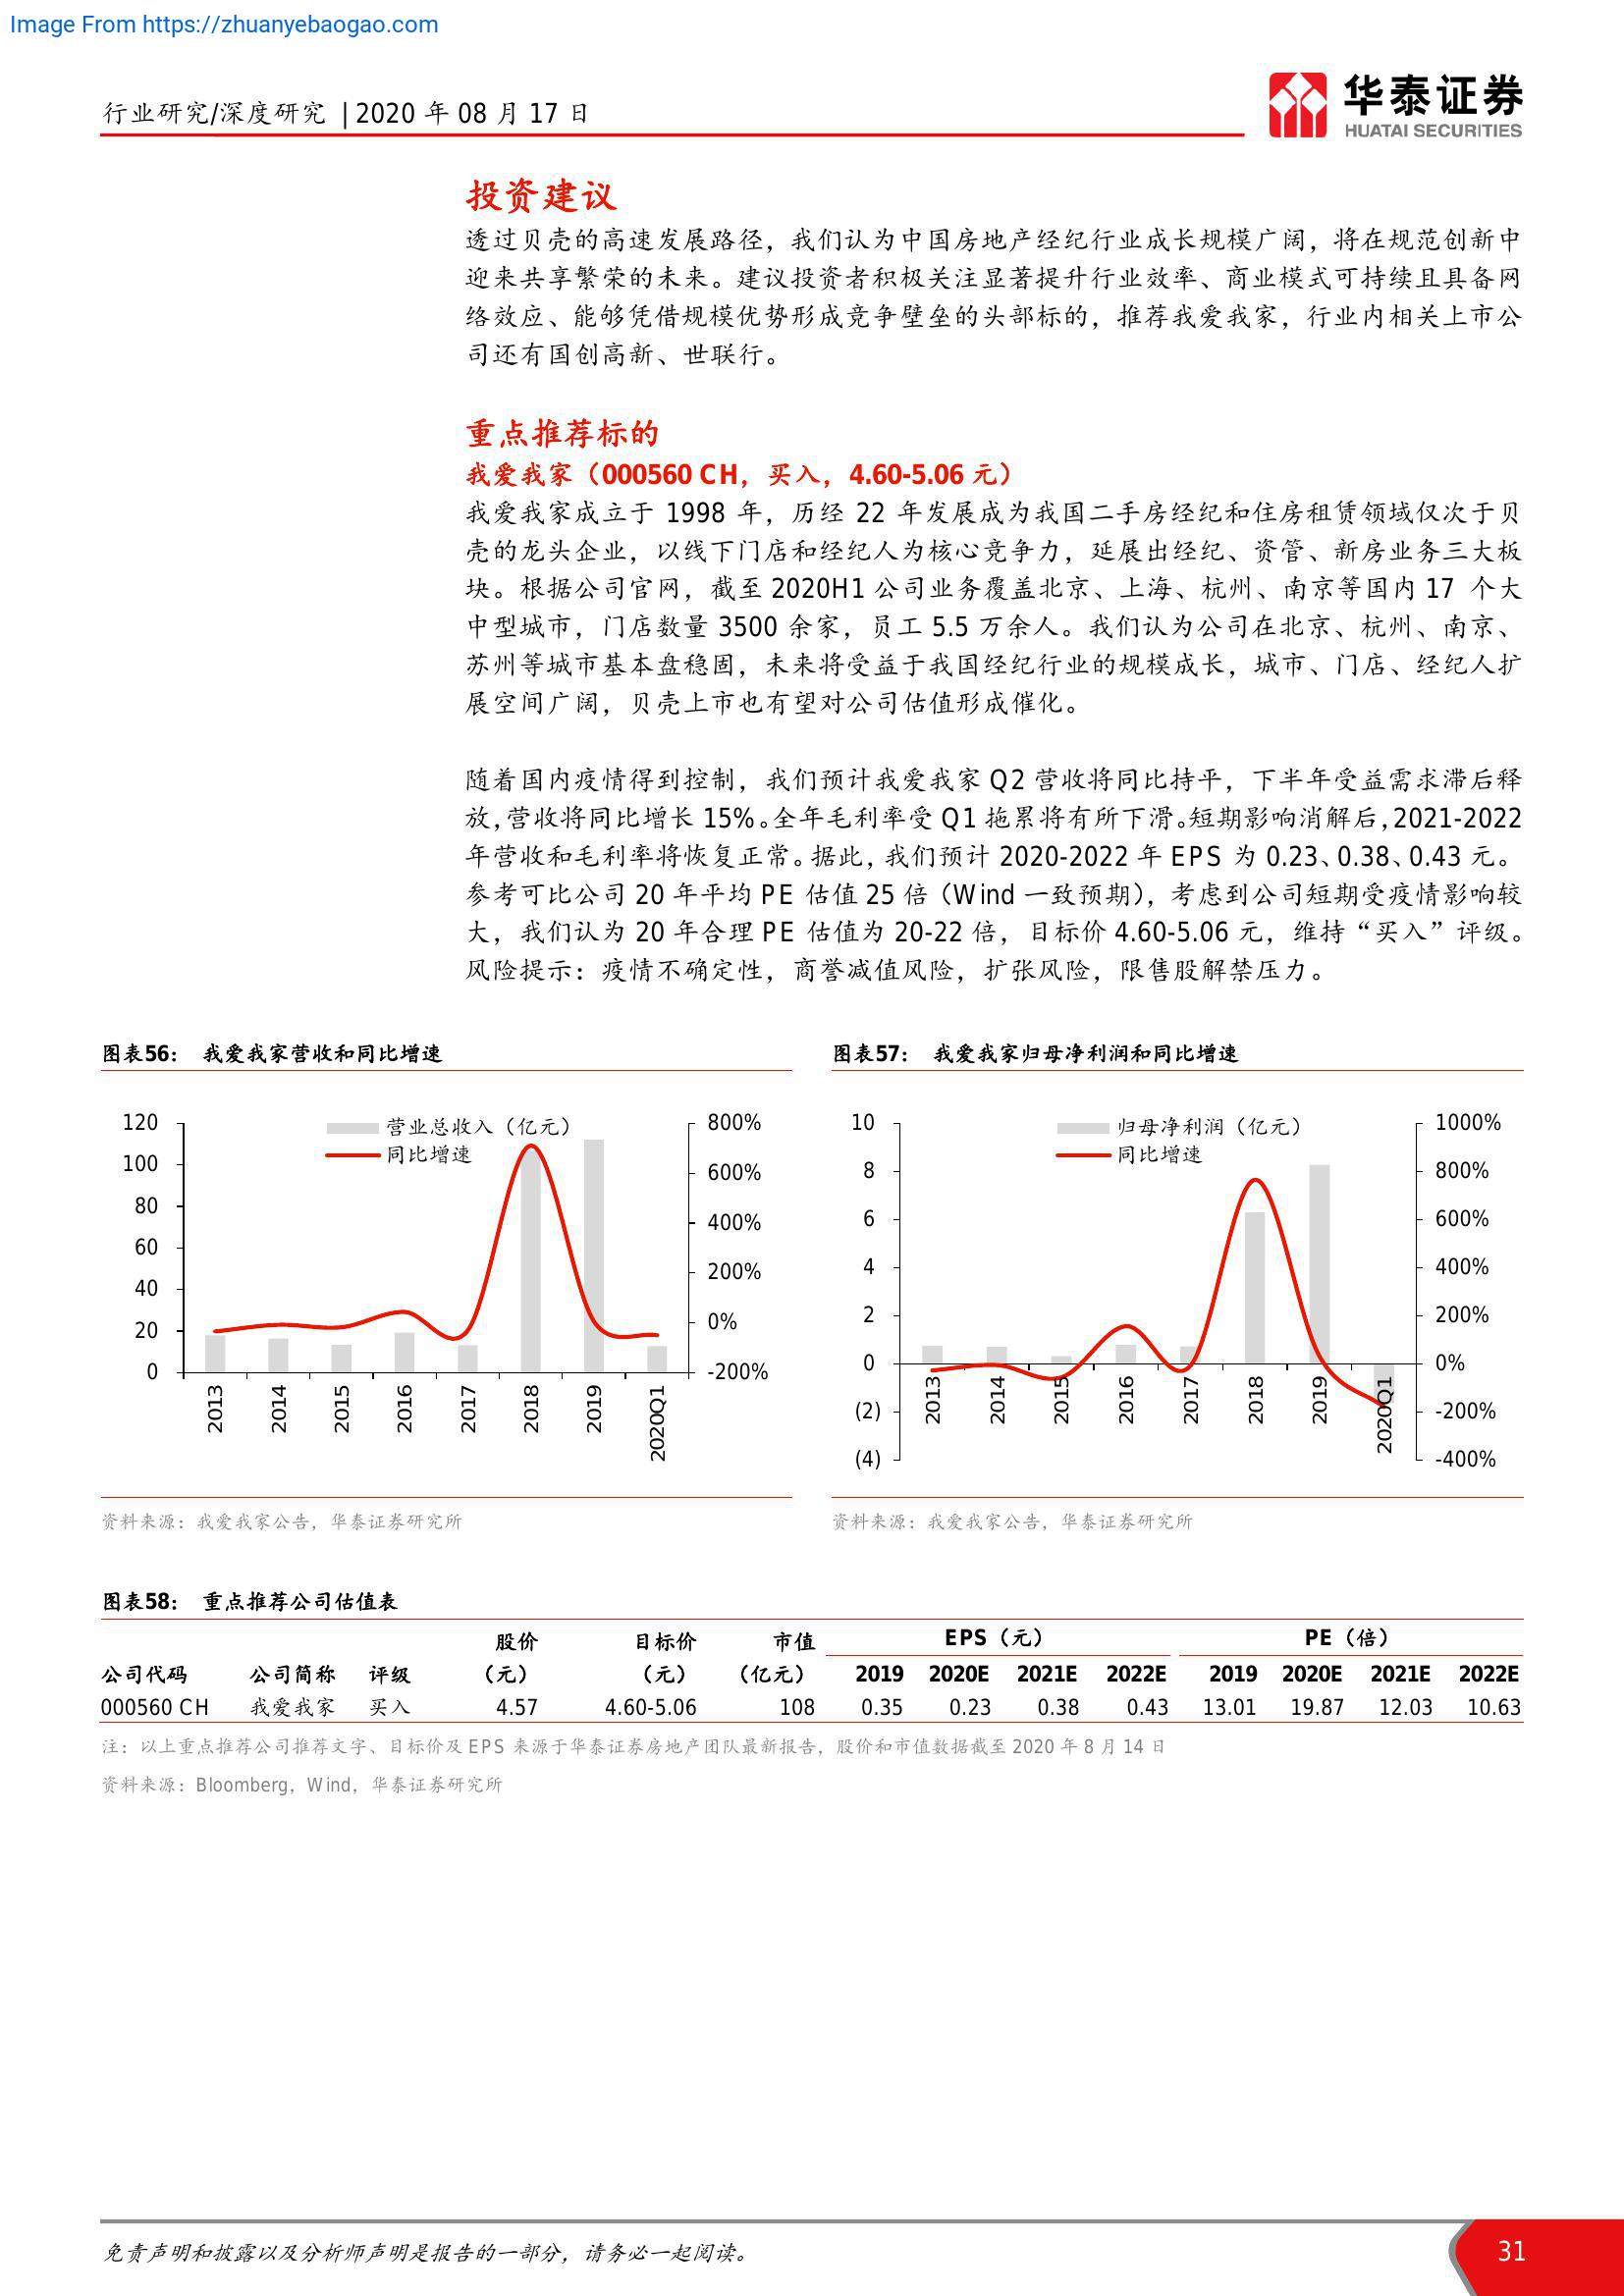 Image From https://zhuanyebaogao.com
行业研究/深度研究 | 2020 年 08 月 17 日
华泰证券
HUATAI SECURITIES
投资建议
透过贝壳的高速发展路径，我们认为中国房地产经纪行业成长规模广阔，将在规范创新中
迎来共享繁荣的未来。建议投资者积极关注显著提升行业效率、商业模式可持续且具备网
络效应、能够凭借规模优势形成竞争壁垒的头部标的，推荐我爱我家，行业内相关上市公
司还有国创高新、世联行。
重点推荐标的
我爱我家（000560 CH，买入，4.60-5.06 元）
我爱我家成立于 1998 年，历经 22 年发展成为我国二手房经纪和住房租赁领域仅次于贝
壳的龙头企业，以线下门店和经纪人为核心竞争力，延展出经纪、资管、新房业务三大板
块。根据公司官网，截至 2020H1 公司业务覆盖北京、上海、杭州、南京等国内 17 个大
中型城市，门店数量 3500 余家，员工 5.5 万余人。我们认为公司在北京、杭州、南京、
苏州等城市基本盘稳固，未来将受益于我国经纪行业的规模成长，城市、门店、经纪人扩
展空间广阔，贝壳上市也有望对公司估值形成催化。
随着国内疫情得到控制，我们预计我爱我家 Q2 营收将同比持平，下半年受益需求滞后释
放，营收将同比增长 15%。全年毛利率受 Q1 拖累将有所下滑。短期影响消解后，2021-2022
年营收和毛利率将恢复正常。据此，我们预计 2020-2022 年 EPS 为 0.23、0.38、0.43 元。
参考可比公司 20 年平均 PE 估值 25 倍（Wind 一致预期），考虑到公司短期受疫情影响较
大，我们认为 20 年合理 PE 估值为 20-22 倍，目标价 4.60-5.06 元，维持“买入”评级。
风险提示：疫情不确定性，商誉减值风险，扩张风险，限售股解禁压力。
图表56： 我爱我家营收和同比增速
营业总收入（亿元）
同比增速
120
100
80
60
40
20
0
800%
600%
400%
200%
0%
-200%
2013 2014 2015 2016 2017 2018 2019 2020Q1
资料来源：我爱我家公告，华泰证券研究所
图表57： 我爱我家归母净利润和同比增速
归母净利润（亿元）
同比增速
10
8
6
4
2
0
(2)
(4)
1000%
800%
600%
400%
200%
0%
-200%
-400%
2013 2014 2015 2016 2017 2018 2019 2020Q1
资料来源：我爱我家公告，华泰证券研究所
图表58： 重点推荐公司估值表
股价 目标价 市值 EPS（元） PE（倍）
公司代码 公司简称 评级 （元） （元） （亿元） 2019 2020E 2021E 2022E 2019 2020E 2021E 2022E
000560 CH 我爱我家 买入 4.57 4.60-5.06 108 0.35 0.23 0.38 0.43 13.01 19.87 12.03 10.63
注：以上重点推荐公司推荐文字、目标价及 EPS 来源于华泰证券房地产团队最新报告，股价和市值数据截至 2020 年 8 月 14 日
资料来源：Bloomberg，Wind，华泰证券研究所
免责声明和披露以及分析师声明是报告的一部分，请务必一起阅读。
31